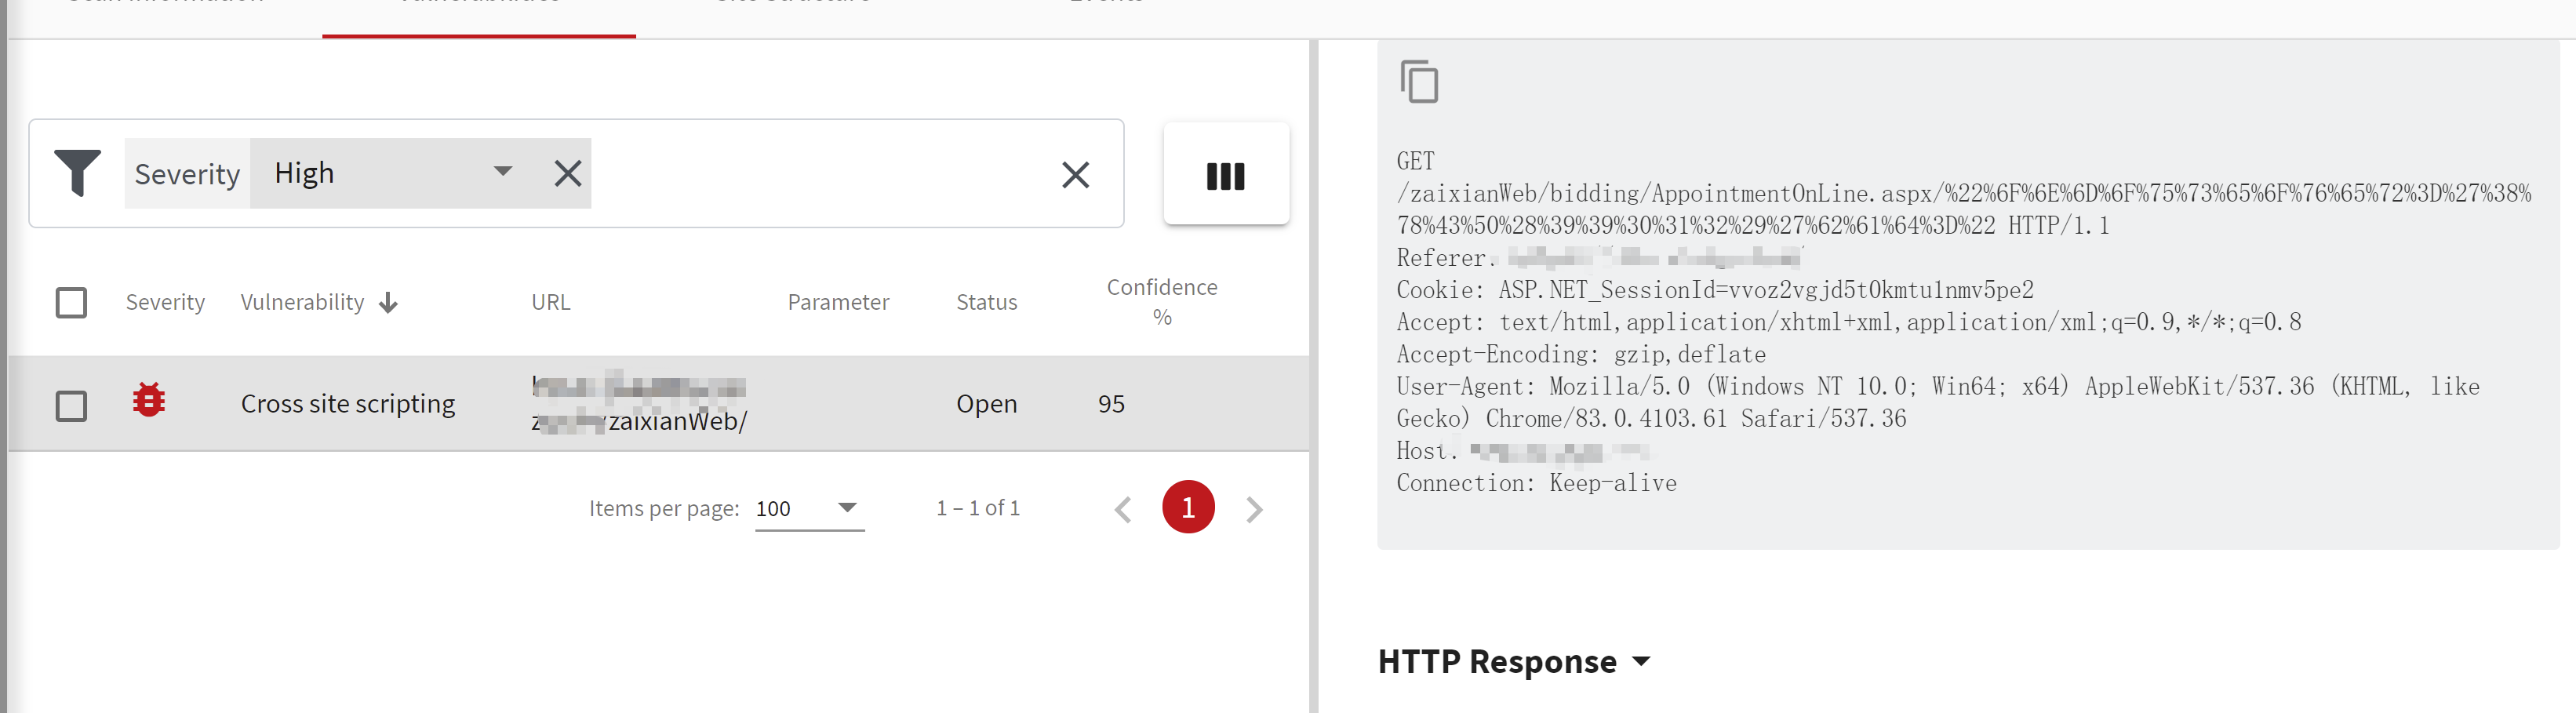 Scan Information Vulnerabilities Site Structure Events
Severity High
Severity Vulnerability URL Parameter Status Confidence %
Cross site scripting Open 95
/zaixianWeb/
Items per page: 100 1 – 1 of 1 1
GET
/zaixianWeb/bidding/AppointmentOnLine.aspx/%22%6F%6E%6D%6F%75%73%65%6F%76%65%72%3D%27%38%
78%43%50%28%39%39%30%31%32%29%27%62%61%64%3D%22 HTTP/1.1
Referer:
Cookie: ASP.NET_SessionId=vvoz2vgjd5t0kmtu1nmv5pe2
Accept: text/html,application/xhtml+xml,application/xml;q=0.9,*/*;q=0.8
Accept-Encoding: gzip,deflate
User-Agent: Mozilla/5.0 (Windows NT 10.0; Win64; x64) AppleWebKit/537.36 (KHTML, like
Gecko) Chrome/83.0.4103.61 Safari/537.36
Host:
Connection: Keep-alive
HTTP Response